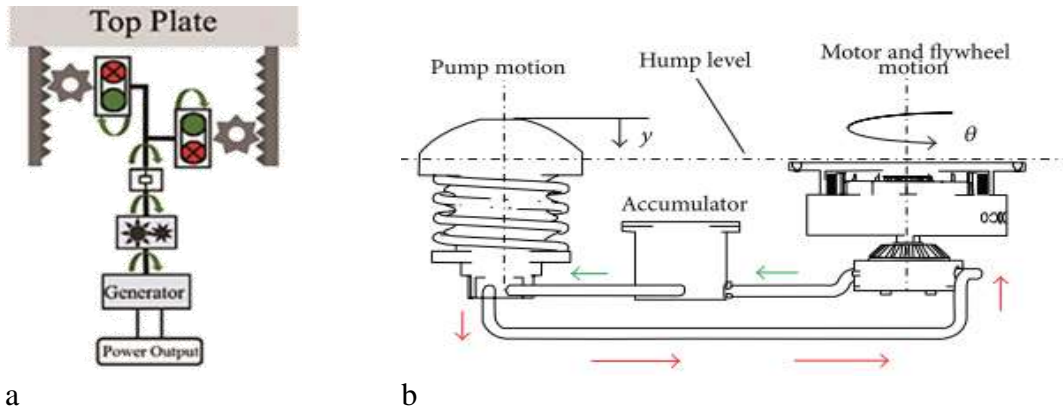 Top Plate
Generator
Power Output
a
Pump motion
Hump level
Motor and flywheel
motion
y
θ
Accumulator
b